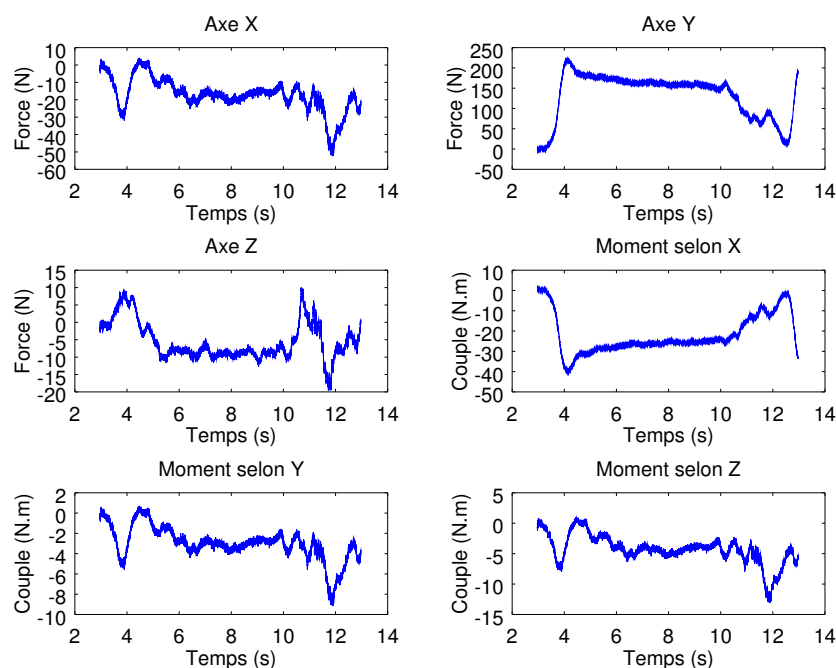 Axe X
Force (N)
10
0
-10
-20
-30
-40
-50
-60
2 4 6 8 10 12 14
Temps (s)
Axe Y
Force (N)
250
200
150
100
50
0
-50
2 4 6 8 10 12 14
Temps (s)
Axe Z
Force (N)
15
10
5
0
-5
-10
-15
-20
2 4 6 8 10 12 14
Temps (s)
Moment selon X
Couple (N.m)
10
0
-10
-20
-30
-40
-50
2 4 6 8 10 12 14
Temps (s)
Moment selon Y
Couple (N.m)
2
0
-2
-4
-6
-8
-10
2 4 6 8 10 12 14
Temps (s)
Moment selon Z
Couple (N.m)
5
0
-5
-10
-15
2 4 6 8 10 12 14
Temps (s)